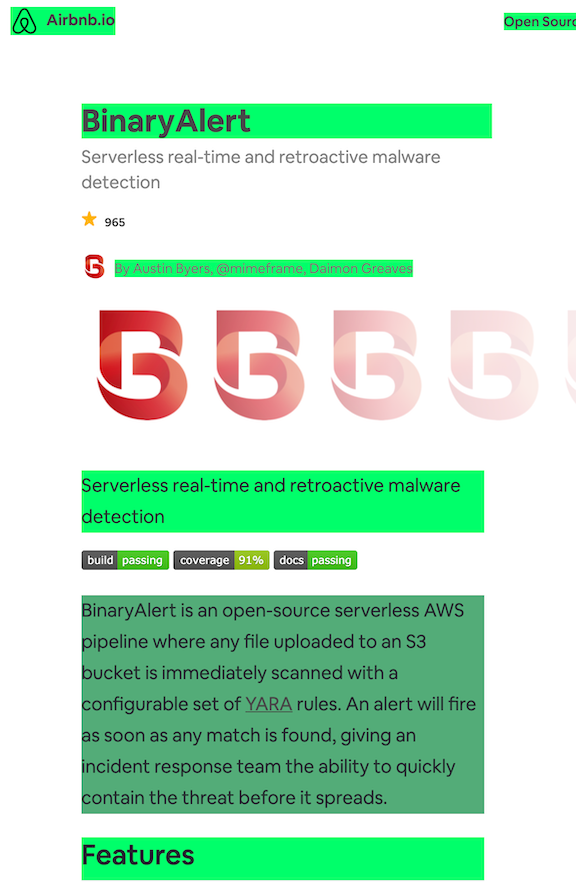 Airbnb.io
Open Sourc
BinaryAlert
Serverless real-time and retroactive malware
detection
965
By Austin Byers, @mimeframe, Daimon Greaves
Serverless real-time and retroactive malware
detection
build passing coverage 91% docs passing
BinaryAlert is an open-source serverless AWS
pipeline where any file uploaded to an S3
bucket is immediately scanned with a
configurable set of YARA rules. An alert will fire
as soon as any match is found, giving an
incident response team the ability to quickly
contain the threat before it spreads.
Features